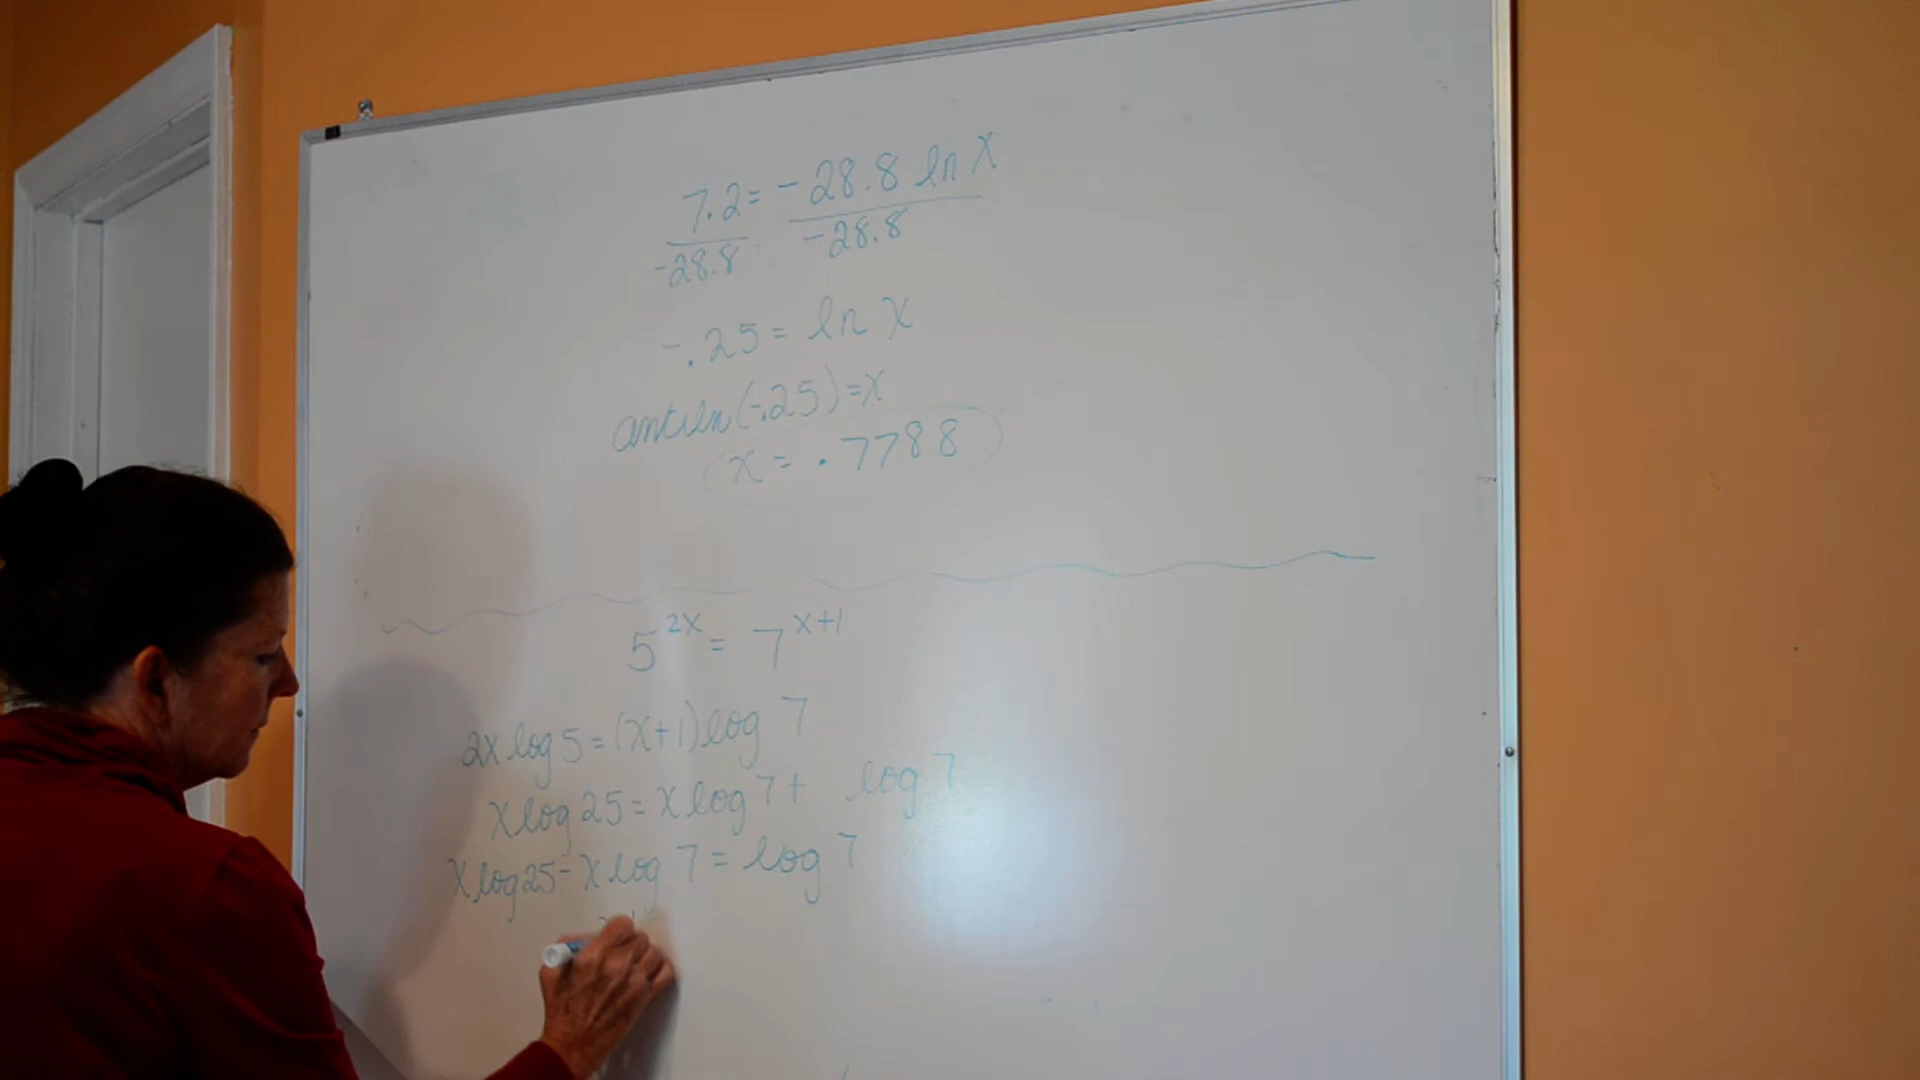 7.2 = -28.8 ln x
-28.8 -28.8
-.25 = ln x
antiln (-.25) = x
x = .7788
5^2x = 7^x+1
2x log 5 = (x+1) log 7
x log 25 = x log 7 + log 7
x log 25 - x log 7 = log 7